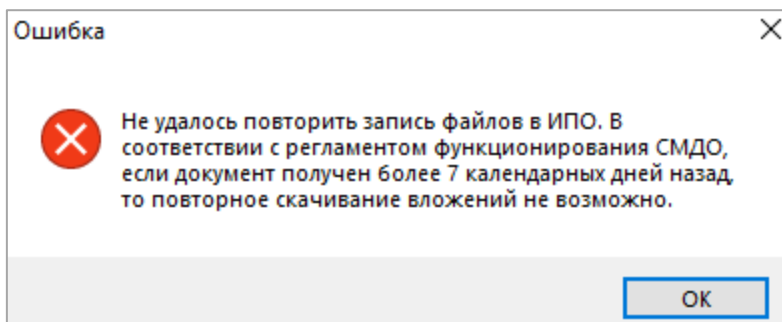 Ошибка
Не удалось повторить запись файлов в ИПО. В
соответствии с регламентом функционирования СМДО,
если документ получен более 7 календарных дней назад,
то повторное скачивание вложений не возможно.
ОК